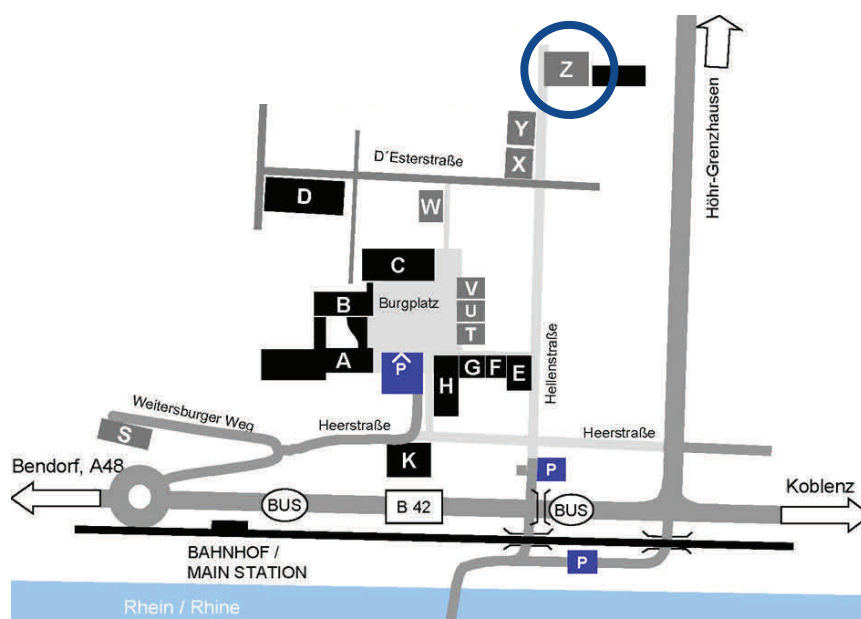 Z
Höhr-Grenzhausen
Y
D´Esterstraße
X
D
W
C
V
B
Burgplatz
U
T
A
P
G
F
E
H
Hellenstraße
Weitersburger Weg
S
Heerstraße
Heerstraße
K
P
Bendorf, A48
Koblenz
BUS
B 42
BUS
BAHNHOF /
MAIN STATION
P
Rhein / Rhine